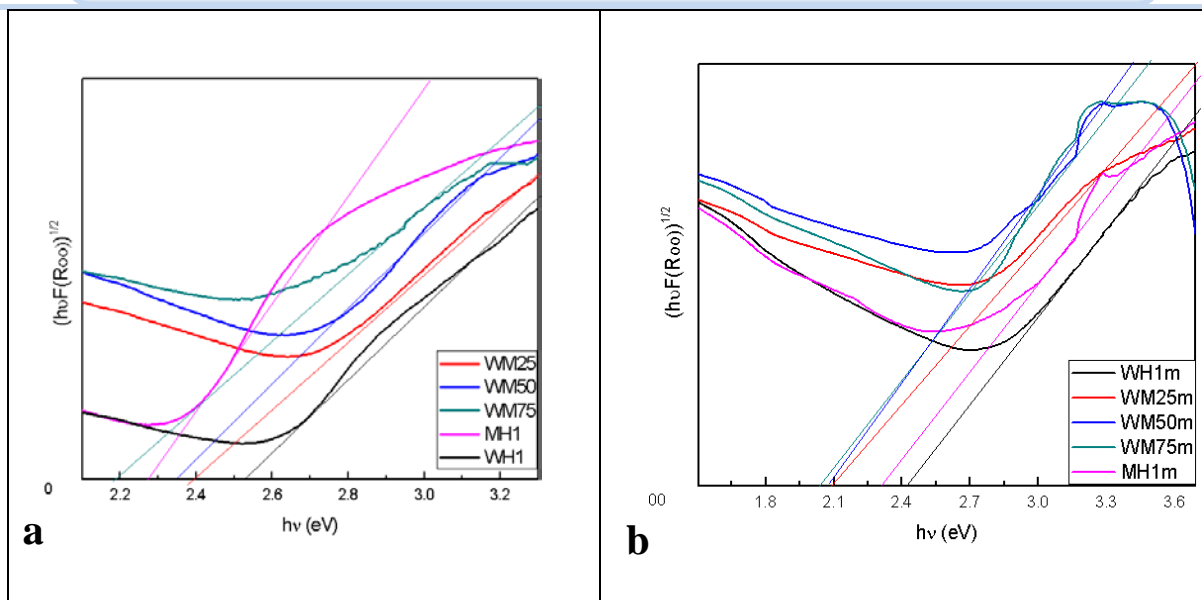 (hυF(Roo))1/2
WM25
WM50
WM75
MH1
WH1
0
2.2 2.4 2.6 2.8 3.0 3.2
hν (eV)
a
(hυF(Roo))1/2
WH1m
WM25m
WM50m
WM75m
MH1m
00
1.8 2.1 2.4 2.7 3.0 3.3 3.6
hν (eV)
b